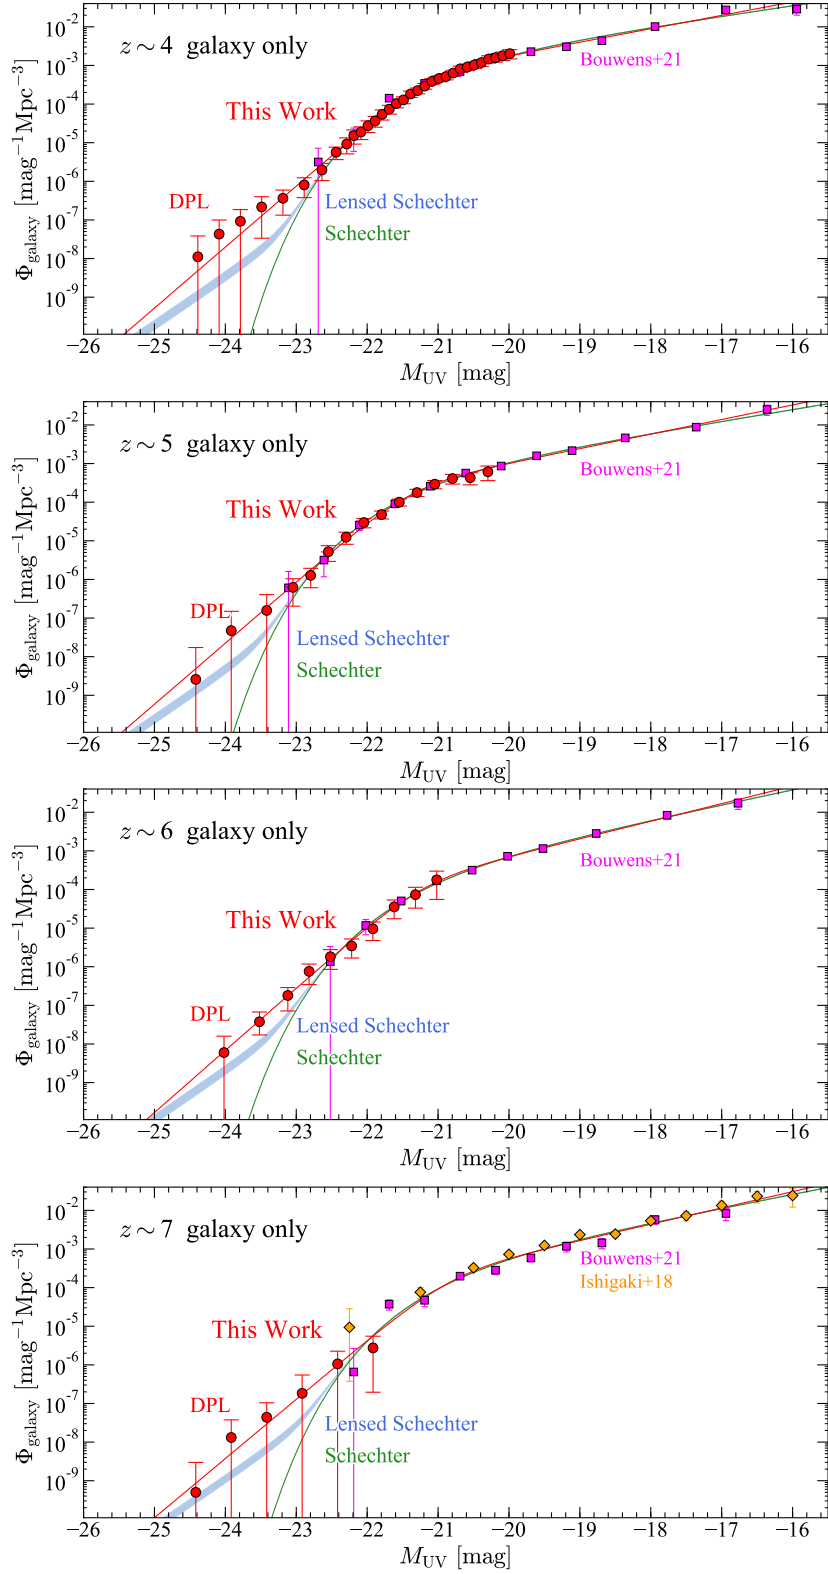 z ∼ 4 galaxy only
Bouwens+21
This Work
DPL
Lensed Schechter
Schechter
10⁻²
10⁻³
10⁻⁴
10⁻⁵
10⁻⁶
10⁻⁷
10⁻⁸
10⁻⁹
Φgalaxy [mag⁻¹Mpc⁻³]
−26 −25 −24 −23 −22 −21 −20 −19 −18 −17 −16
MUV [mag]
z ∼ 5 galaxy only
Bouwens+21
This Work
DPL
Lensed Schechter
Schechter
10⁻²
10⁻³
10⁻⁴
10⁻⁵
10⁻⁶
10⁻⁷
10⁻⁸
10⁻⁹
Φgalaxy [mag⁻¹Mpc⁻³]
−26 −25 −24 −23 −22 −21 −20 −19 −18 −17 −16
MUV [mag]
z ∼ 6 galaxy only
Bouwens+21
This Work
DPL
Lensed Schechter
Schechter
10⁻²
10⁻³
10⁻⁴
10⁻⁵
10⁻⁶
10⁻⁷
10⁻⁸
10⁻⁹
Φgalaxy [mag⁻¹Mpc⁻³]
−26 −25 −24 −23 −22 −21 −20 −19 −18 −17 −16
MUV [mag]
z ∼ 7 galaxy only
Bouwens+21
Ishigaki+18
This Work
DPL
Lensed Schechter
Schechter
10⁻²
10⁻³
10⁻⁴
10⁻⁵
10⁻⁶
10⁻⁷
10⁻⁸
10⁻⁹
Φgalaxy [mag⁻¹Mpc⁻³]
−26 −25 −24 −23 −22 −21 −20 −19 −18 −17 −16
MUV [mag]